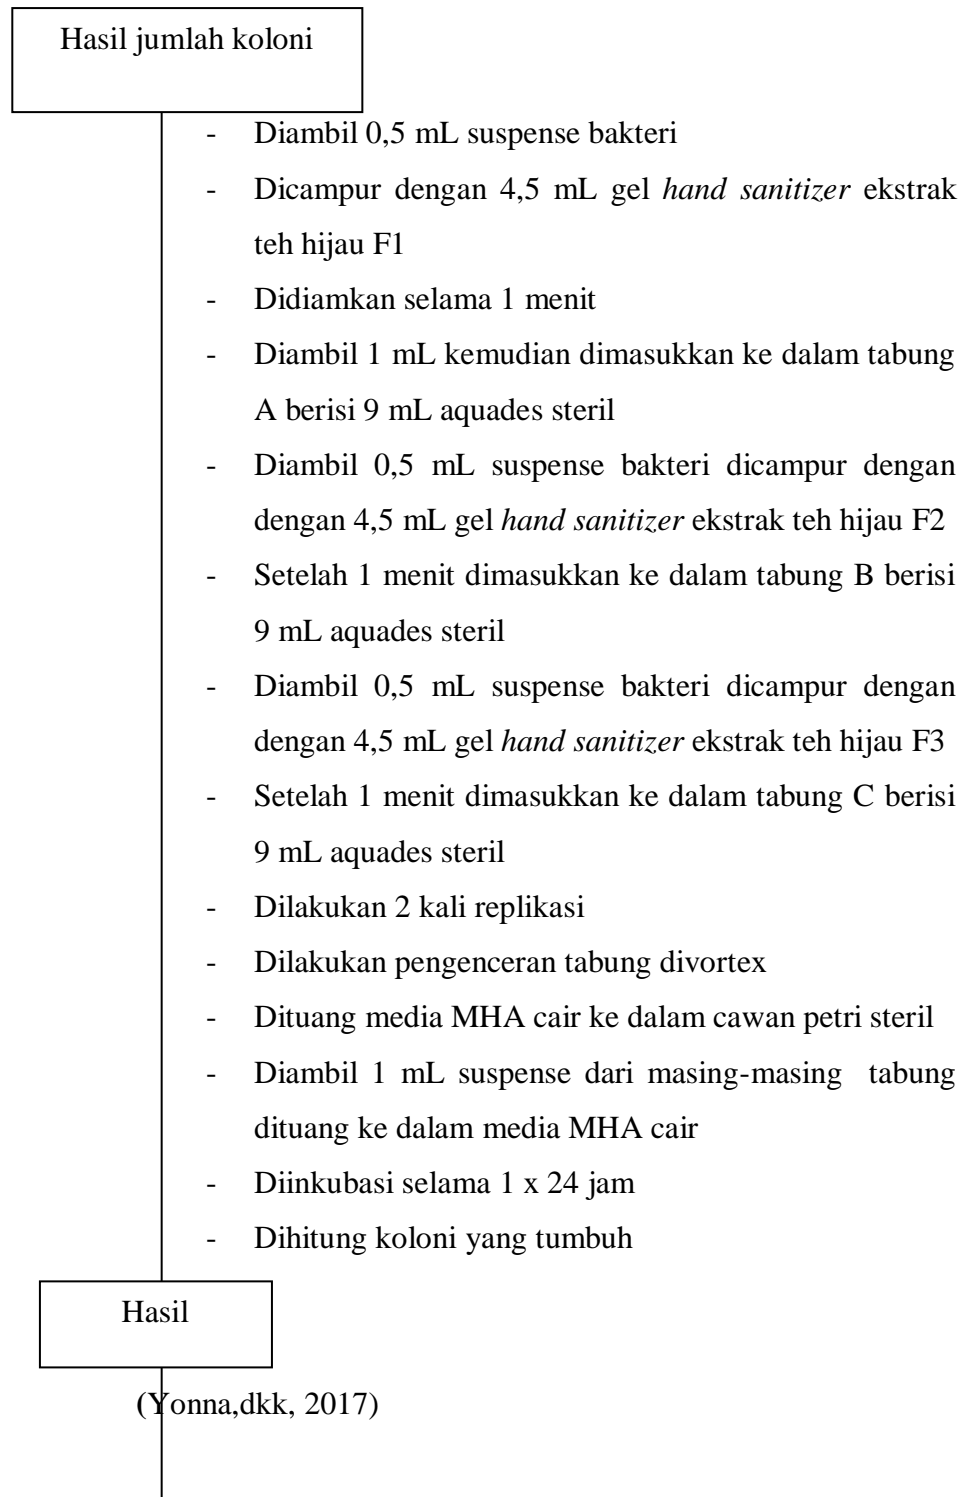 Hasil jumlah koloni
- Diambil 0,5 mL suspense bakteri
- Dicampur dengan 4,5 mL gel hand sanitizer ekstrak
teh hijau F1
- Didiamkan selama 1 menit
- Diambil 1 mL kemudian dimasukkan ke dalam tabung
A berisi 9 mL aquades steril
- Diambil 0,5 mL suspense bakteri dicampur dengan
dengan 4,5 mL gel hand sanitizer ekstrak teh hijau F2
- Setelah 1 menit dimasukkan ke dalam tabung B berisi
9 mL aquades steril
- Diambil 0,5 mL suspense bakteri dicampur dengan
dengan 4,5 mL gel hand sanitizer ekstrak teh hijau F3
- Setelah 1 menit dimasukkan ke dalam tabung C berisi
9 mL aquades steril
- Dilakukan 2 kali replikasi
- Dilakukan pengenceran tabung divortex
- Dituang media MHA cair ke dalam cawan petri steril
- Diambil 1 mL suspense dari masing-masing tabung
dituang ke dalam media MHA cair
- Diinkubasi selama 1 x 24 jam
- Dihitung koloni yang tumbuh
Hasil
(Yonna,dkk, 2017)